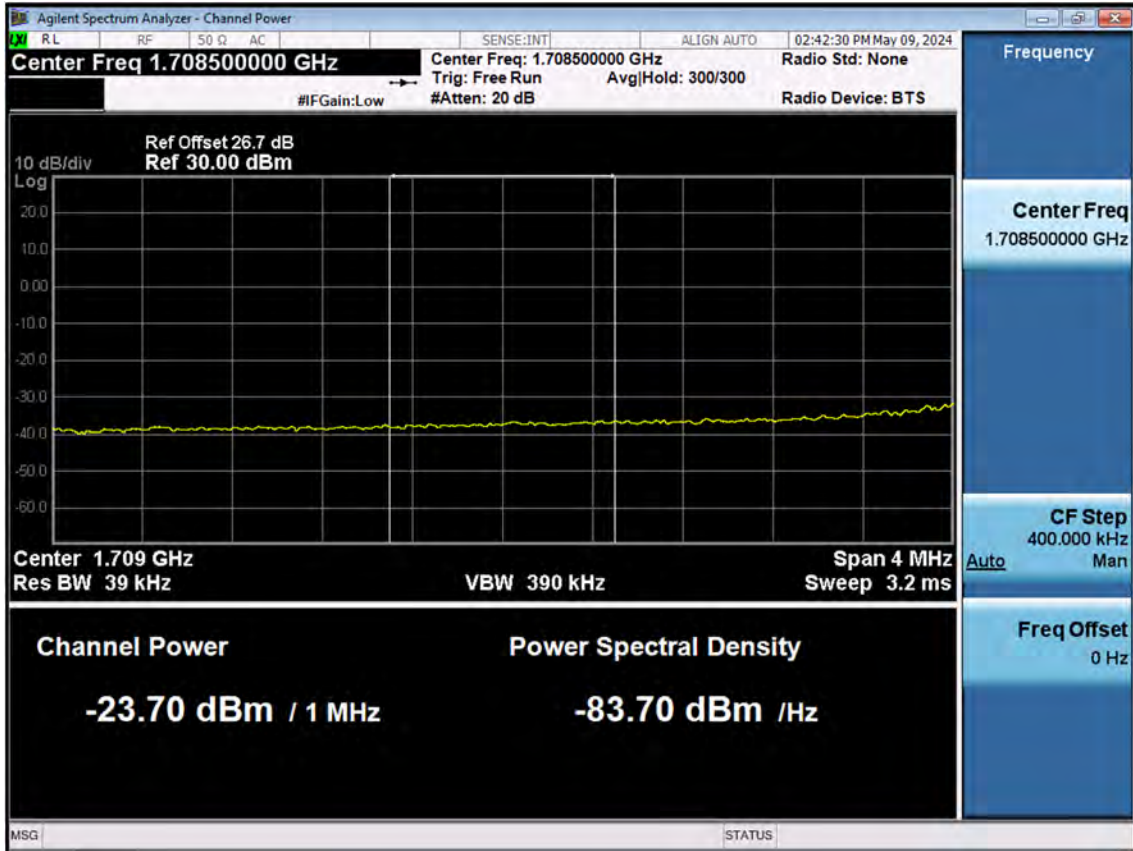 Agilent Spectrum Analyzer - Channel Power
LXI RL RF 50 Ω AC SENSE:INT ALIGN AUTO 02:42:30 PM May 09, 2024
Center Freq 1.708500000 GHz
Center Freq: 1.708500000 GHz
Radio Std: None
Trig: Free Run Avg|Hold: 300/300
#IFGain:Low
#Atten: 20 dB
Radio Device: BTS
Ref Offset 26.7 dB
10 dB/div Ref 30.00 dBm
Log
20.0
10.0
0.00
-10.0
-20.0
-30.0
-40.0
-50.0
-60.0
Center 1.709 GHz Span 4 MHz
Res BW 39 kHz VBW 390 kHz Sweep 3.2 ms
Channel Power Power Spectral Density
-23.70 dBm / 1 MHz -83.70 dBm /Hz
MSG STATUS
Frequency
Center Freq
1.708500000 GHz
CF Step
400.000 kHz
Auto Man
Freq Offset
0 Hz